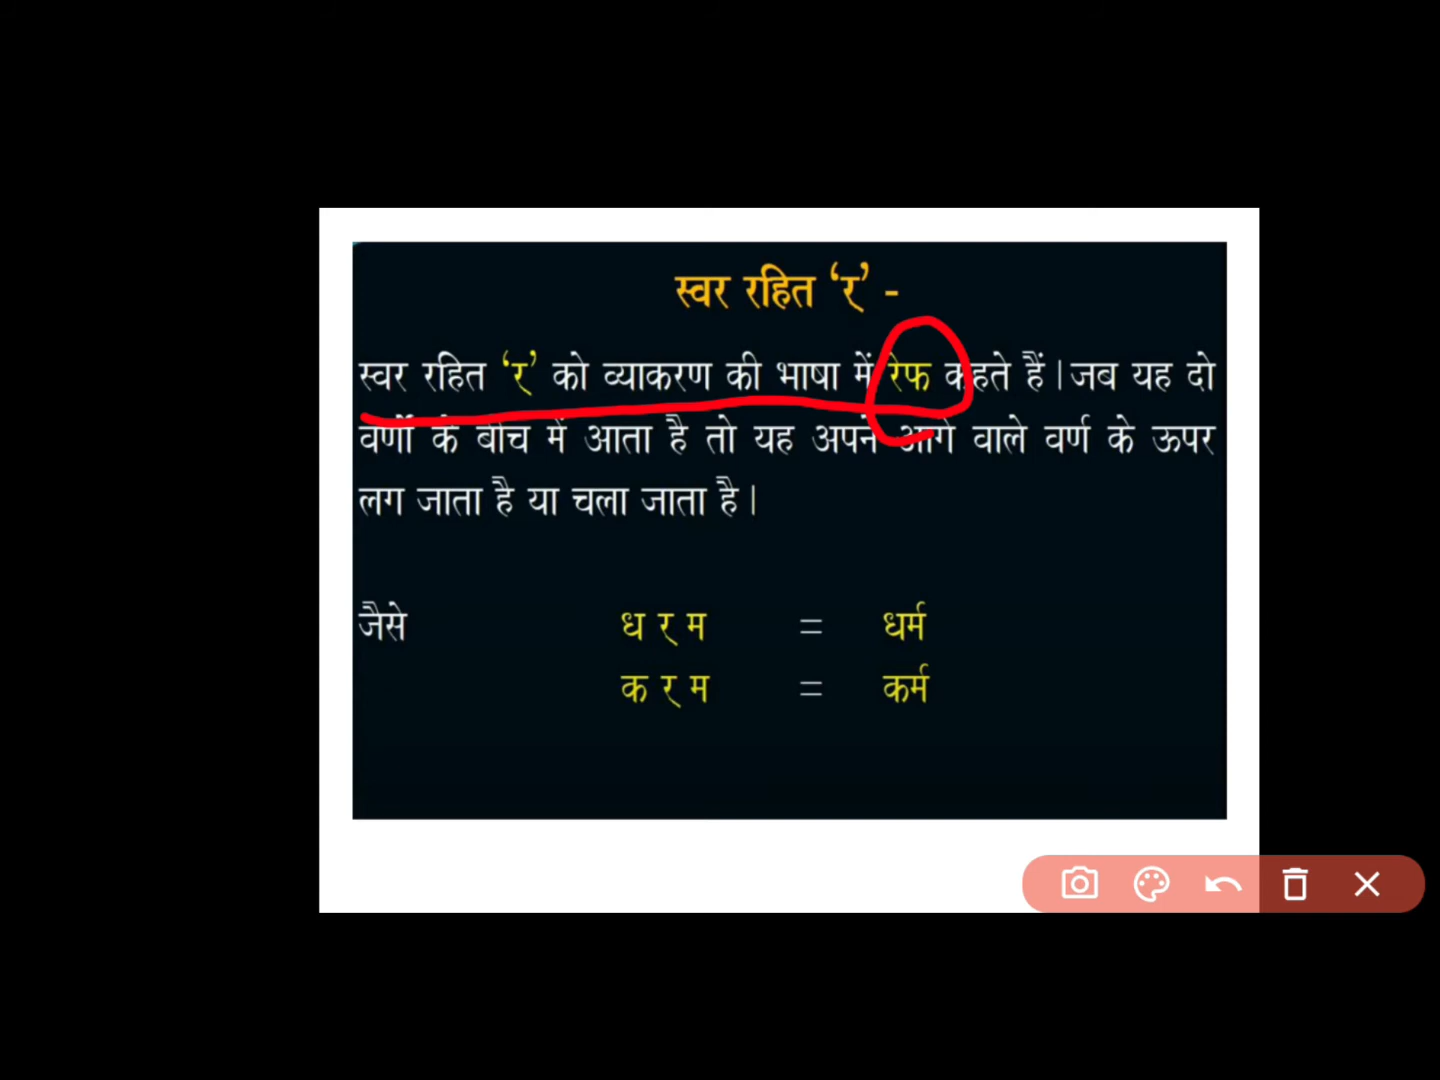 स्वर रहित ‘र्’ -
स्वर रहित ‘र्’ को व्याकरण की भाषा में रेफ कहते हैं। जब यह दो
वर्णों के बीच में आता है तो यह अपने आगे वाले वर्ण के ऊपर
लग जाता है या चला जाता है।
जैसे ध र् म = धर्म
क र् म = कर्म